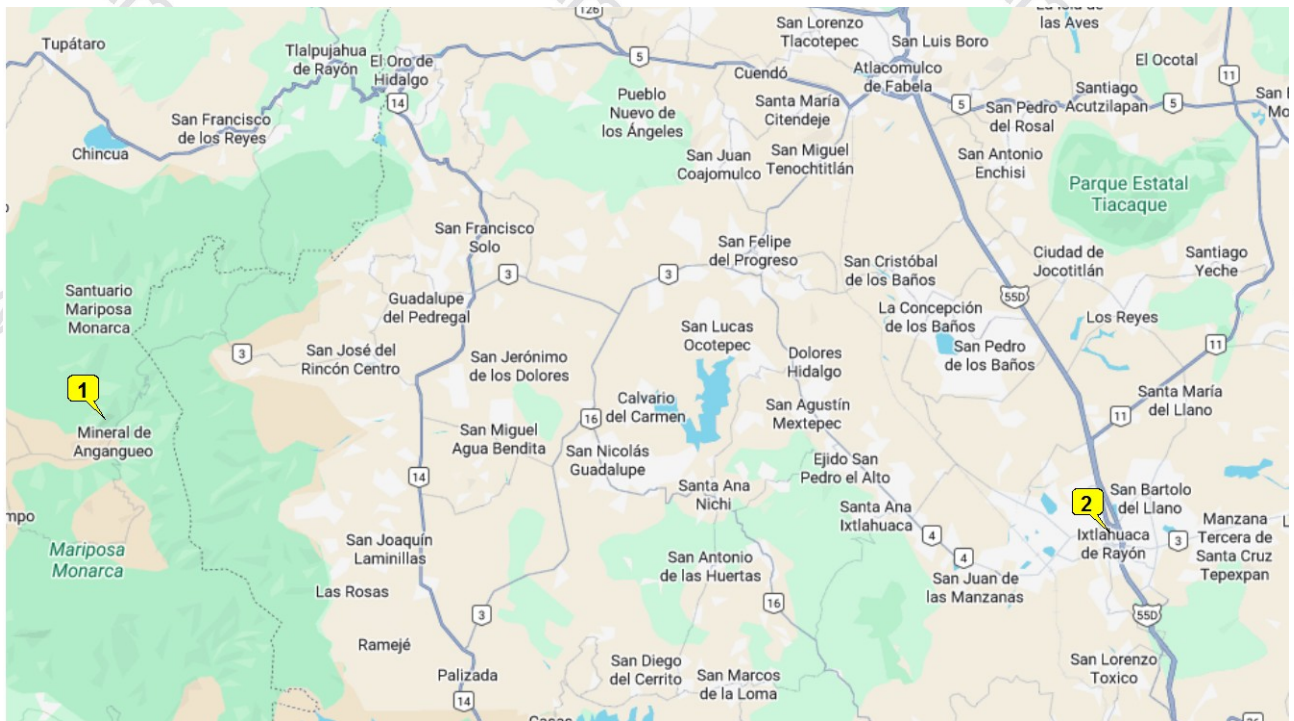 126
La Isla de
las Aves
San Lorenzo
Tlacotepec
San Luis Boro
Tupátaro
Tlalpujahua
de Rayón
El Oro de
Hidalgo
5
El Ocotal
Cuendó
Atlacomulco
de Fabela
11
14
Pueblo
Nuevo de
los Ángeles
Santa María
Citendeje
5
San Pedro
del Rosal
Santiago
Acutzilapan
5
San Francisco
de los Reyes
Chincua
San Juan
Coajomulco
San Miguel
Tenochtitlán
San Antonio
Enchisi
Parque Estatal
Tiacaque
San Francisco
Solo
San Felipe
del Progreso
3
3
San Cristóbal
de los Baños
Ciudad de
Jocotitlán
Santiago
Yeche
Santuario
Mariposa
Monarca
Guadalupe
del Pedregal
55D
La Concepción
de los Baños
Los Reyes
San Lucas
Ocotepec
3
San José del
Rincón Centro
San Jerónimo
de los Dolores
Dolores
Hidalgo
San Pedro
de los Baños
11
1
Calvario
del Carmen
San Agustín
Mextepec
Santa María
del Llano
11
16
Mineral de
Angangueo
San Miguel
Agua Bendita
San Nicolás
Guadalupe
Ejido San
Pedro el Alto
14
Santa Ana
Nichi
Santa Ana
Ixtlahuaca
2
San Bartolo
del Llano
Ixtlahuaca
de Rayón
3
Manzana
Tercera de
Santa Cruz
Tepexpan
4
4
Mariposa
Monarca
San Joaquín
Laminillas
San Antonio
de las Huertas
San Juan de
las Manzanas
Las Rosas
16
3
55D
Ramejé
San Diego
del Cerrito
San Marcos
de la Loma
San Lorenzo
Toxico
Palizada
14